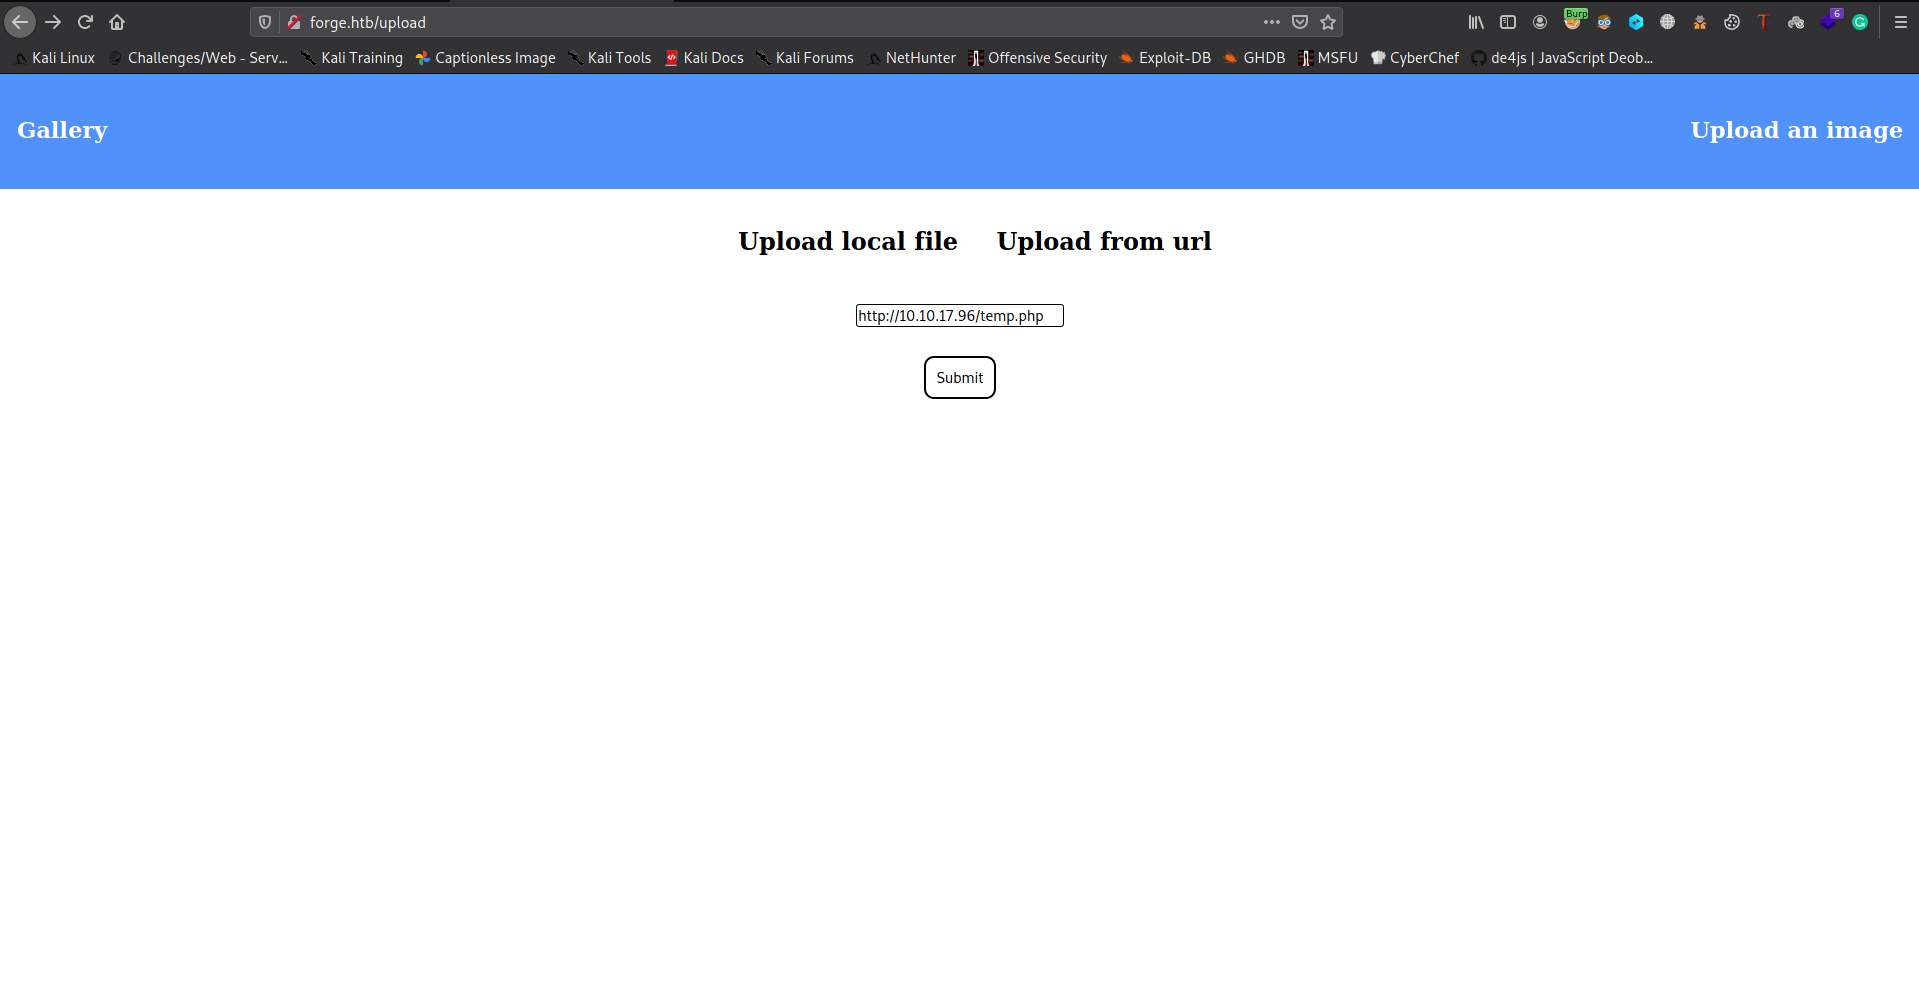 forge.htb/upload
Burp
6
Kali Linux Challenges/Web - Serv... Kali Training Captionless Image Kali Tools Kali Docs Kali Forums NetHunter Offensive Security Exploit-DB GHDB MSFU CyberChef de4js | JavaScript Deob...
Gallery Upload an image
Upload local file Upload from url
http://10.10.17.96/temp.php
Submit